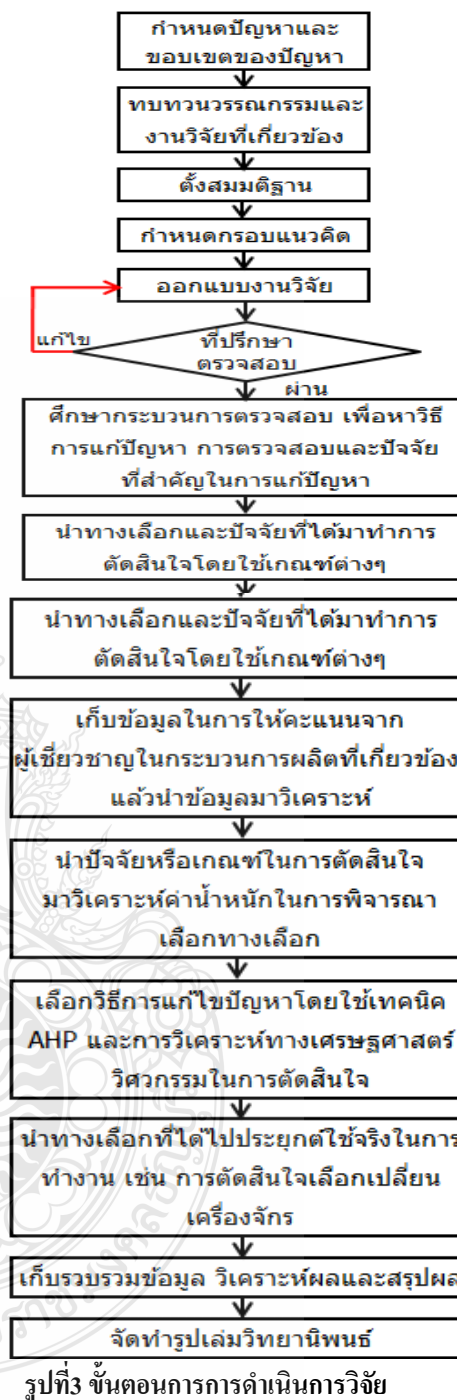 กำหนดปัญหาและ
ขอบเขตของปัญหา
ทบทวนวรรณกรรมและ
งานวิจัยที่เกี่ยวข้อง
ตั้งสมมติฐาน
กำหนดกรอบแนวคิด
ออกแบบงานวิจัย
แก้ไข
ที่ปรึกษา
ตรวจสอบ
ผ่าน
ศึกษากระบวนการตรวจสอบ เพื่อหาวิธี
การแก้ปัญหา การตรวจสอบและปัจจัย
ที่สำคัญในการแก้ปัญหา
นำทางเลือกและปัจจัยที่ได้มาทำการ
ตัดสินใจโดยใช้เกณฑ์ต่างๆ
นำทางเลือกและปัจจัยที่ได้มาทำการ
ตัดสินใจโดยใช้เกณฑ์ต่างๆ
เก็บข้อมูลในการให้คะแนนจาก
ผู้เชี่ยวชาญในกระบวนการผลิตที่เกี่ยวข้อง
แล้วนำข้อมูลมาวิเคราะห์
นำปัจจัยหรือเกณฑ์ในการตัดสินใจ
มาวิเคราะห์ค่าน้ำหนักในการพิจารณา
เลือกทางเลือก
เลือกวิธีการแก้ไขปัญหาโดยใช้เทคนิค
AHP และการวิเคราะห์ทางเศรษฐศาสตร์
วิศวกรรมในการตัดสินใจ
นำทางเลือกที่ได้ไปประยุกต์ใช้จริงในการ
ทำงาน เช่น การตัดสินใจเลือกเปลี่ยน
เครื่องจักร
เก็บรวบรวมข้อมูล วิเคราะห์ผลและสรุปผล
จัดทำรูปเล่มวิทยานิพนธ์
รูปที่3 ขั้นตอนการการดำเนินการวิจัย